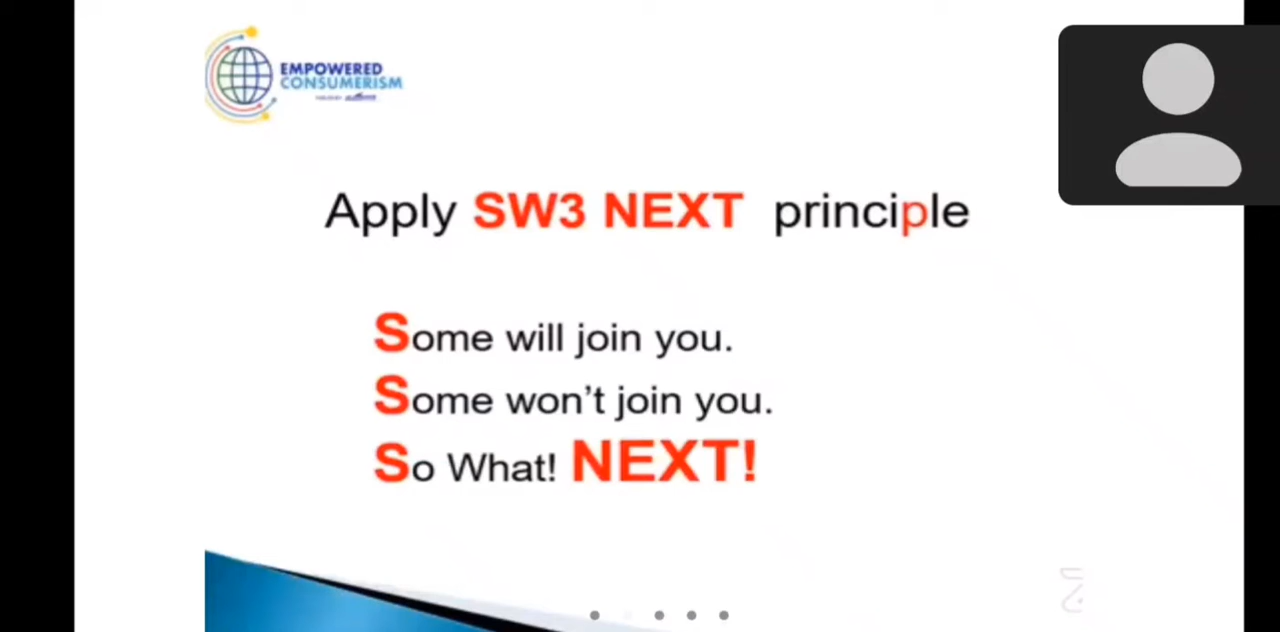 EMPOWERED
CONSUMERISM
Apply SW3 NEXT principle
Some will join you.
Some won’t join you.
So What! NEXT!